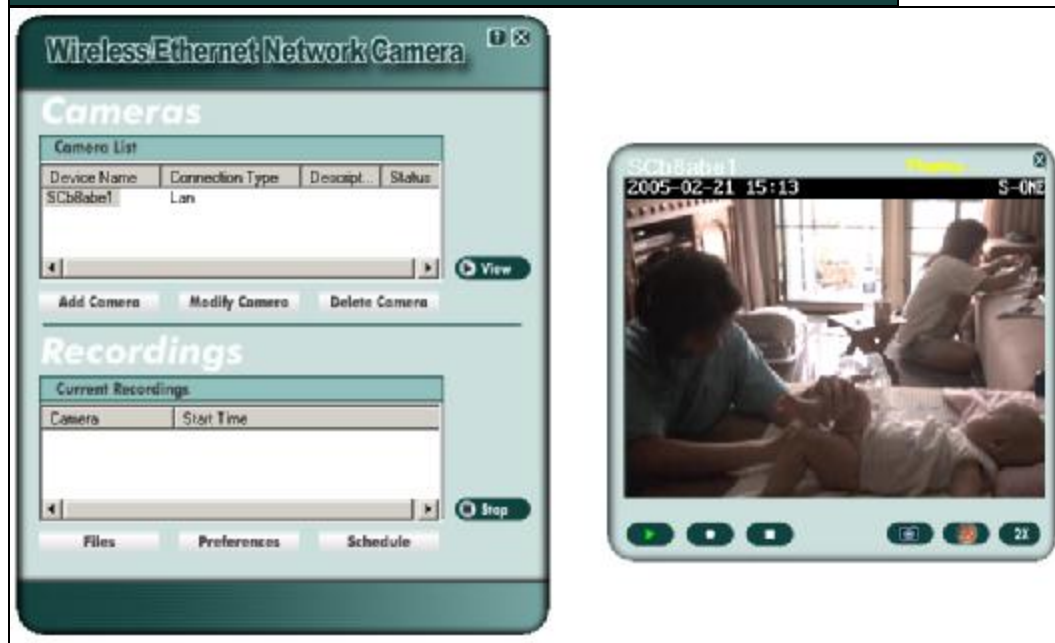 Wireless Ethernet Network Camera
Cameras
Camera List
Device Name Connection Type Descript... Status
SCb8abe1 Lan
View
Add Camera Modify Camera Delete Camera
Recordings
Current Recordings
Camera Start Time
Stop
Files Preferences Schedule
SCb8abe1
2005-02-21 15:13 S-ONE
2X